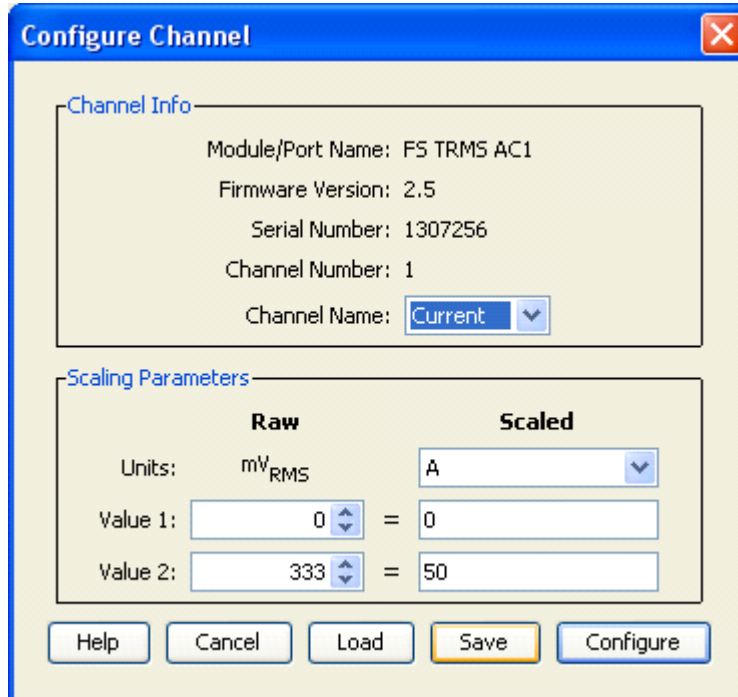 Configure Channel
Channel Info
Module/Port Name: FS TRMS AC1
Firmware Version: 2.5
Serial Number: 1307256
Channel Number: 1
Channel Name: Current
Scaling Parameters
Raw Scaled
Units: mVRMS A
Value 1: 0 = 0
Value 2: 333 = 50
Help Cancel Load Save Configure